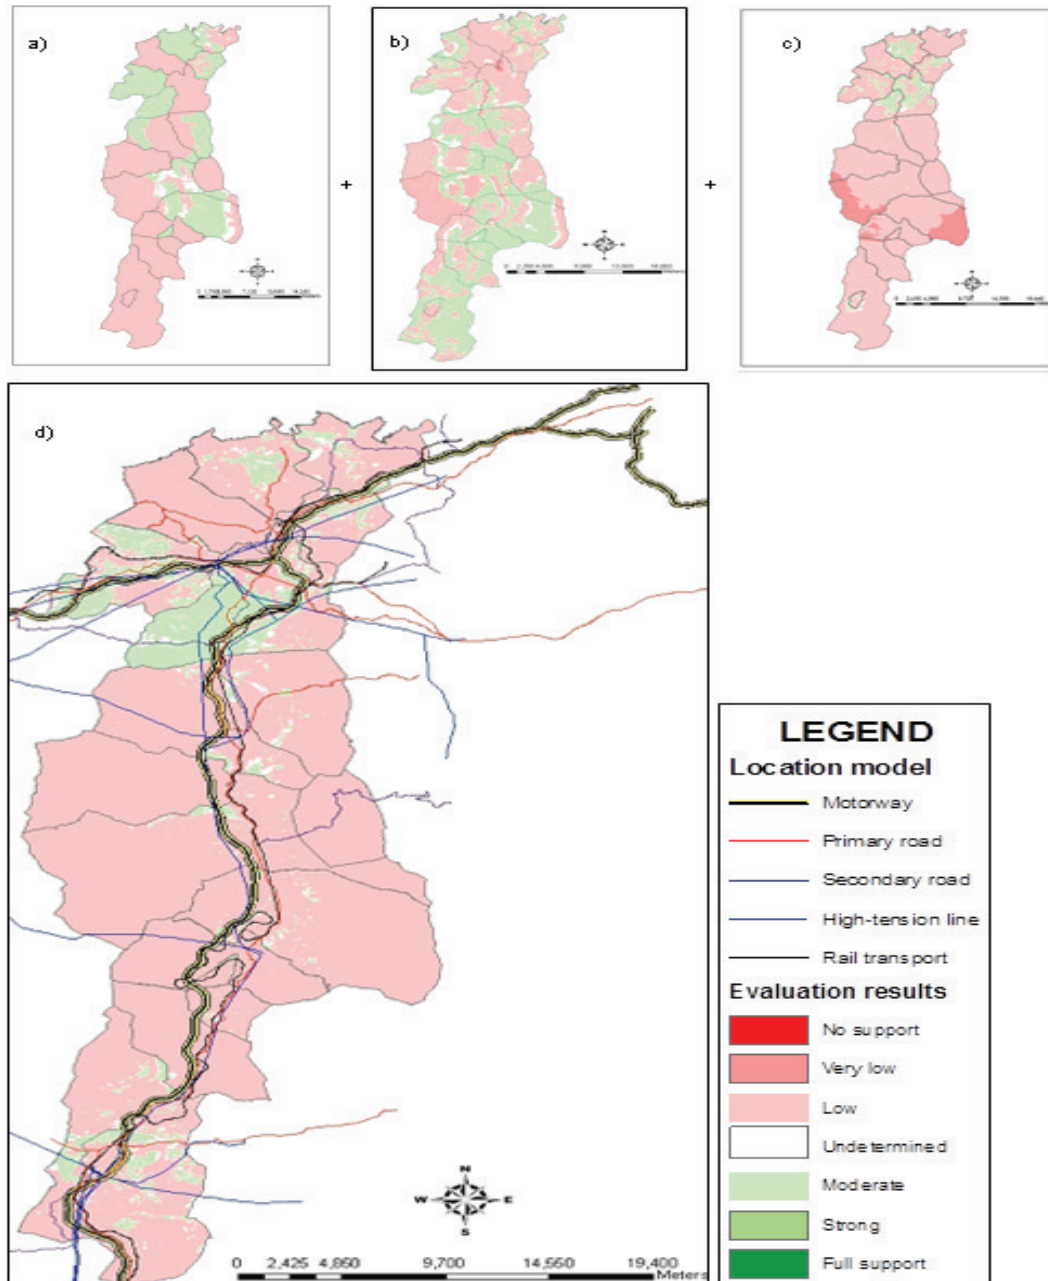 a)
b)
c)
+
+
d)
N
W E
S
0 2,425 4,850 9,700 14,550 19,400
Meters
LEGEND
Location model
Motorway
Primary road
Secondary road
High-tension line
Rail transport
Evaluation results
No support
Very low
Low
Undetermined
Moderate
Strong
Full support